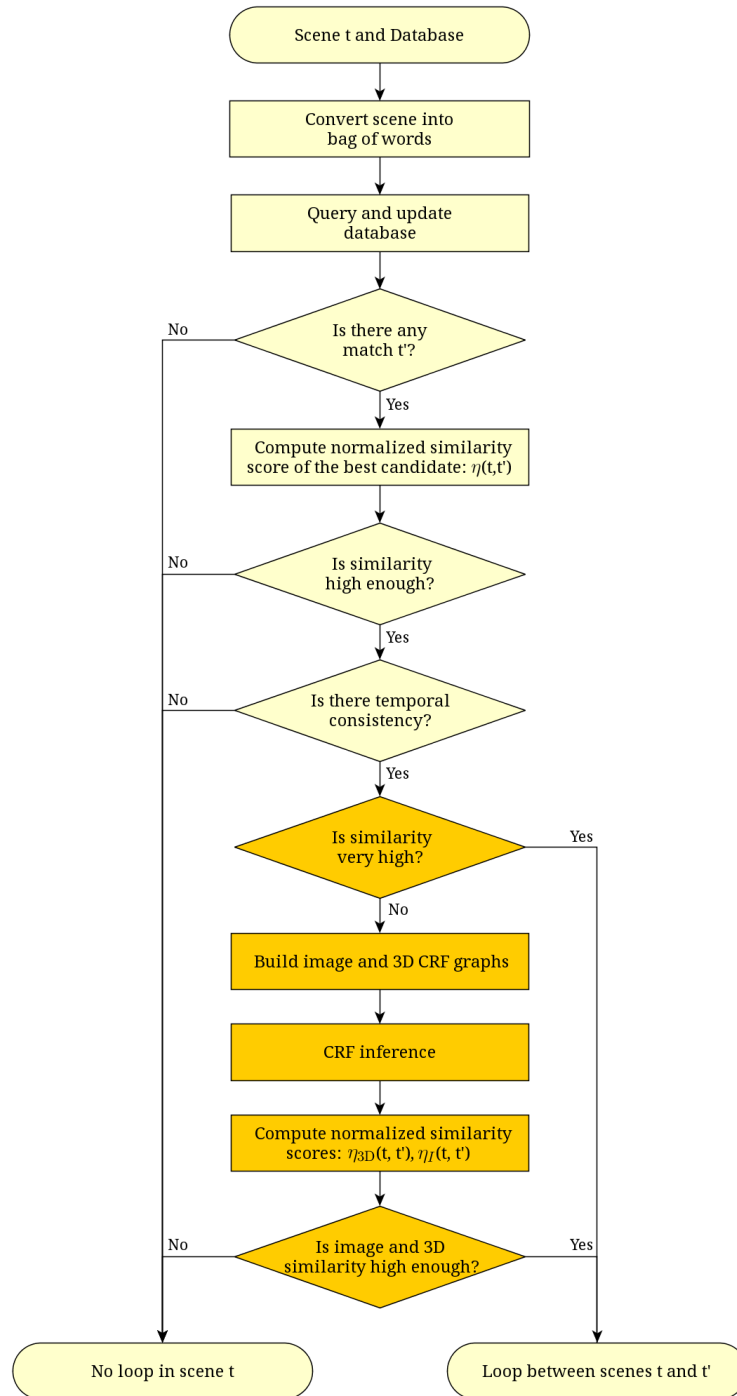 Scene t and Database
Convert scene into
bag of words
Query and update
database
Is there any
match t'?
No
Yes
Compute normalized similarity
score of the best candidate: η(t,t')
Is similarity
high enough?
No
Yes
Is there temporal
consistency?
No
Yes
Is similarity
very high?
Yes
No
Build image and 3D CRF graphs
CRF inference
Compute normalized similarity
scores: η3D(t, t'), ηI(t, t')
Is image and 3D
similarity high enough?
No
Yes
No loop in scene t
Loop between scenes t and t'